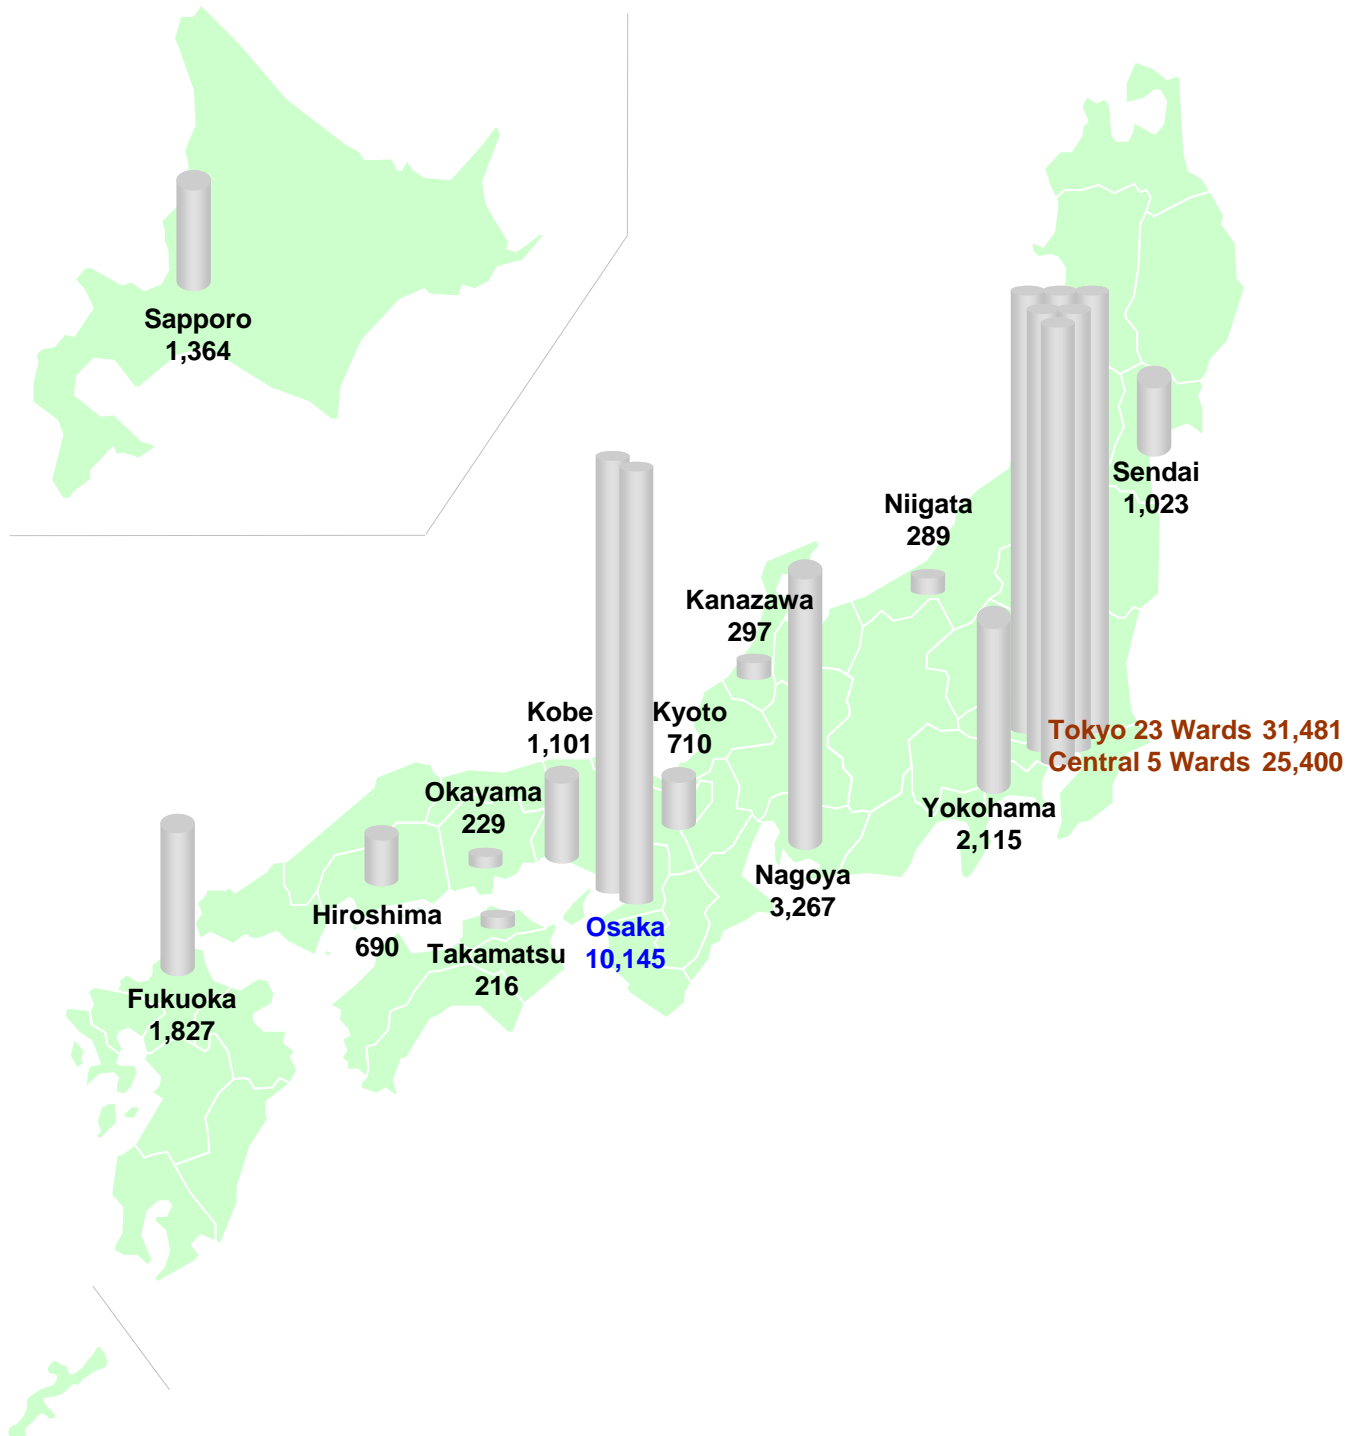 Sapporo
1,364
Sendai
1,023
Niigata
289
Kanazawa
297
Kobe
1,101
Kyoto
710
Tokyo 23 Wards 31,481
Central 5 Wards 25,400
Okayama
229
Yokohama
2,115
Nagoya
3,267
Hiroshima
690
Osaka
10,145
Takamatsu
216
Fukuoka
1,827